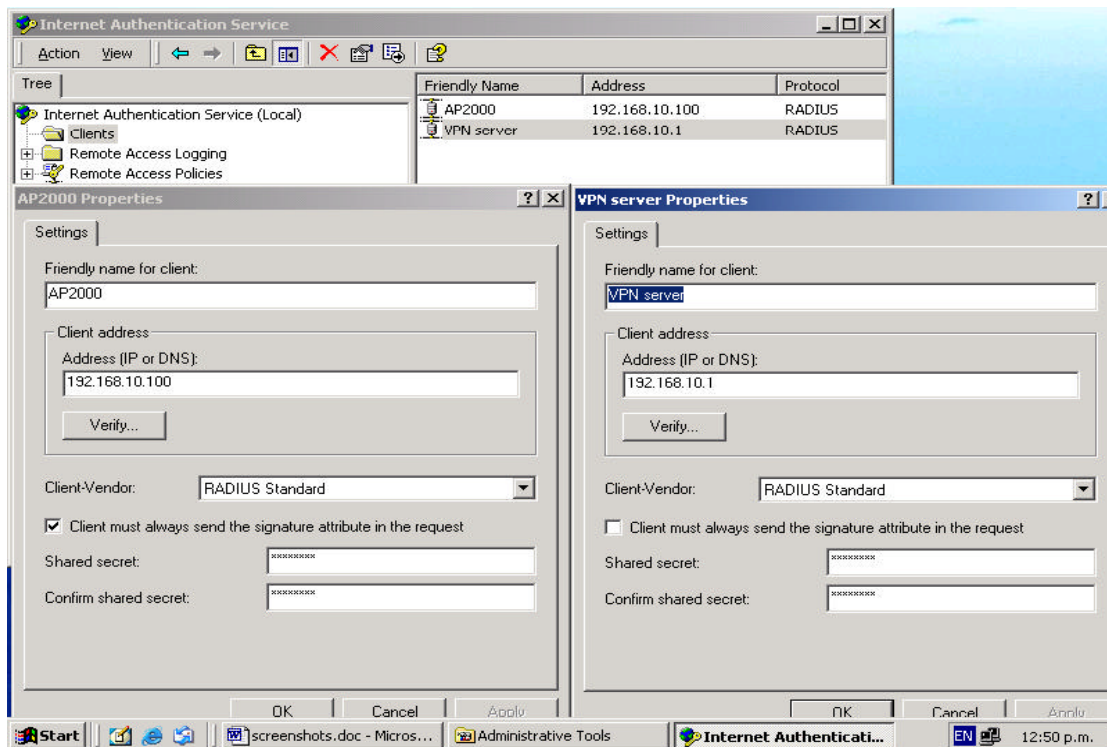 Internet Authentication Service
Action View
Tree
Friendly Name Address Protocol
Internet Authentication Service (Local)
Clients
Remote Access Logging
Remote Access Policies
AP2000 192.168.10.100 RADIUS
VPN server 192.168.10.1 RADIUS
AP2000 Properties
Settings
Friendly name for client:
AP2000
Client address
Address (IP or DNS):
192.168.10.100
Verify...
Client-Vendor: RADIUS Standard
Client must always send the signature attribute in the request
Shared secret: ××××××××
Confirm shared secret: ××××××××
OK Cancel Apply
VPN server Properties
Settings
Friendly name for client:
VPN server
Client address
Address (IP or DNS):
192.168.10.1
Verify...
Client-Vendor: RADIUS Standard
Client must always send the signature attribute in the request
Shared secret: ××××××××
Confirm shared secret: ××××××××
OK Cancel Apply
Start screenshots.doc - Micros... Administrative Tools Internet Authenticati... EN 12:50 p.m.